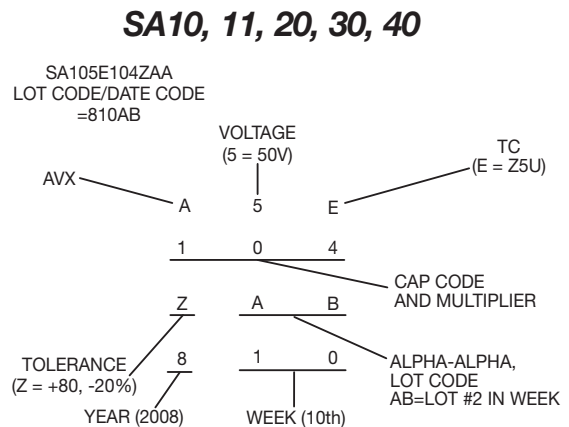 SA10, 11, 20, 30, 40
SA105E104ZAA
LOT CODE/DATE CODE
=810AB
VOLTAGE
(5 = 50V)
TC
(E = Z5U)
AVX
A 5 E
1 0 4
CAP CODE
AND MULTIPLIER
Z A B
TOLERANCE
(Z = +80, -20%)
8 1 0
ALPHA-ALPHA,
LOT CODE
AB=LOT #2 IN WEEK
YEAR (2008)
WEEK (10th)